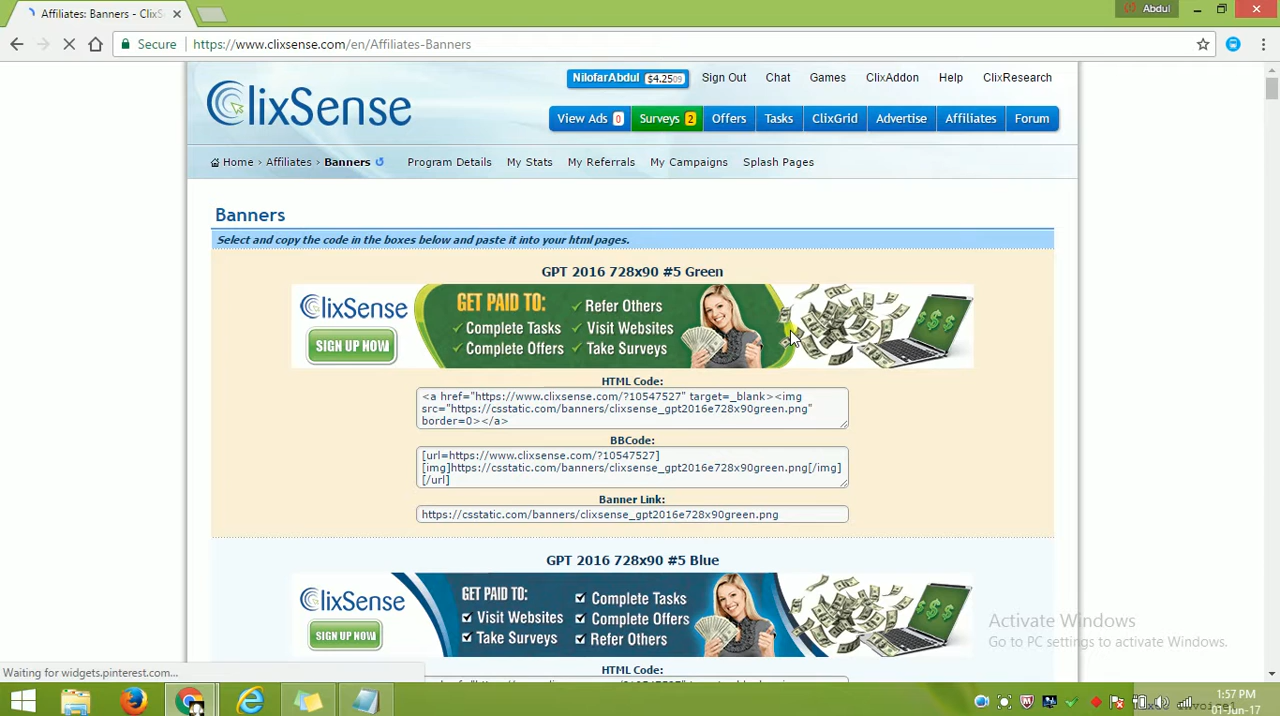 Affiliates: Banners - ClixS
Abdul
Secure
https://www.clixsense.com/en/Affiliates-Banners
ClixSense
NilofarAbdul $4.2509 Sign Out Chat Games ClixAddon Help ClixResearch
View Ads 0 Surveys 2 Offers Tasks ClixGrid Advertise Affiliates Forum
Home > Affiliates > Banners Program Details My Stats My Referrals My Campaigns Splash Pages
Banners
Select and copy the code in the boxes below and paste it into your html pages.
GPT 2016 728x90 #5 Green
ClixSense
SIGN UP NOW
GET PAID TO: ✓ Refer Others
✓ Complete Tasks ✓ Visit Websites
✓ Complete Offers ✓ Take Surveys
$$$
HTML Code:
<a href="https://www.clixsense.com/?10547527" target=_blank><img
src="https://csstatic.com/banners/clixsense_gpt2016e728x90green.png"
border=0></a>
BBCode:
[url=https://www.clixsense.com/?10547527]
[img]https://csstatic.com/banners/clixsense_gpt2016e728x90green.png[/img]
[/url]
Banner Link:
https://csstatic.com/banners/clixsense_gpt2016e728x90green.png
GPT 2016 728x90 #5 Blue
ClixSense
SIGN UP NOW
GET PAID TO: Complete Tasks
Visit Websites Complete Offers
Take Surveys Refer Others
$$$
HTML Code:
Activate Windows
Go to PC settings to activate Windows.
Waiting for widgets.pinterest.com...
1:57 PM
01-Jun-17